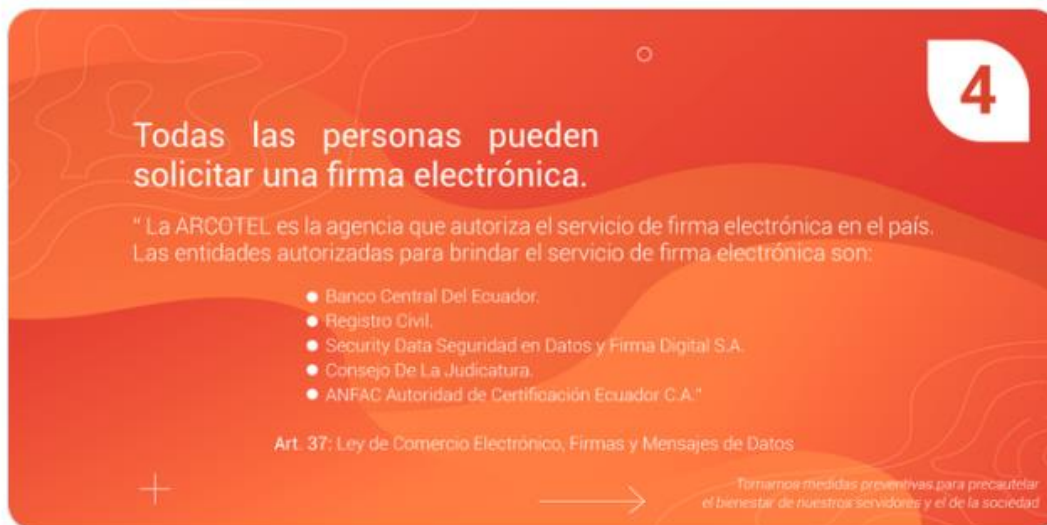 4
Todas las personas pueden
solicitar una firma electrónica.
“ La ARCOTEL es la agencia que autoriza el servicio de firma electrónica en el país.
Las entidades autorizadas para brindar el servicio de firma electrónica son:
● Banco Central Del Ecuador.
● Registro Civil.
● Security Data Seguridad en Datos y Firma Digital S.A.
● Consejo De La Judicatura.
● ANFAC Autoridad de Certificación Ecuador C.A.”
Art. 37: Ley de Comercio Electrónico, Firmas y Mensajes de Datos
Tomamos medidas preventivas para precautelar
el bienestar de nuestros servidores y el de la sociedad